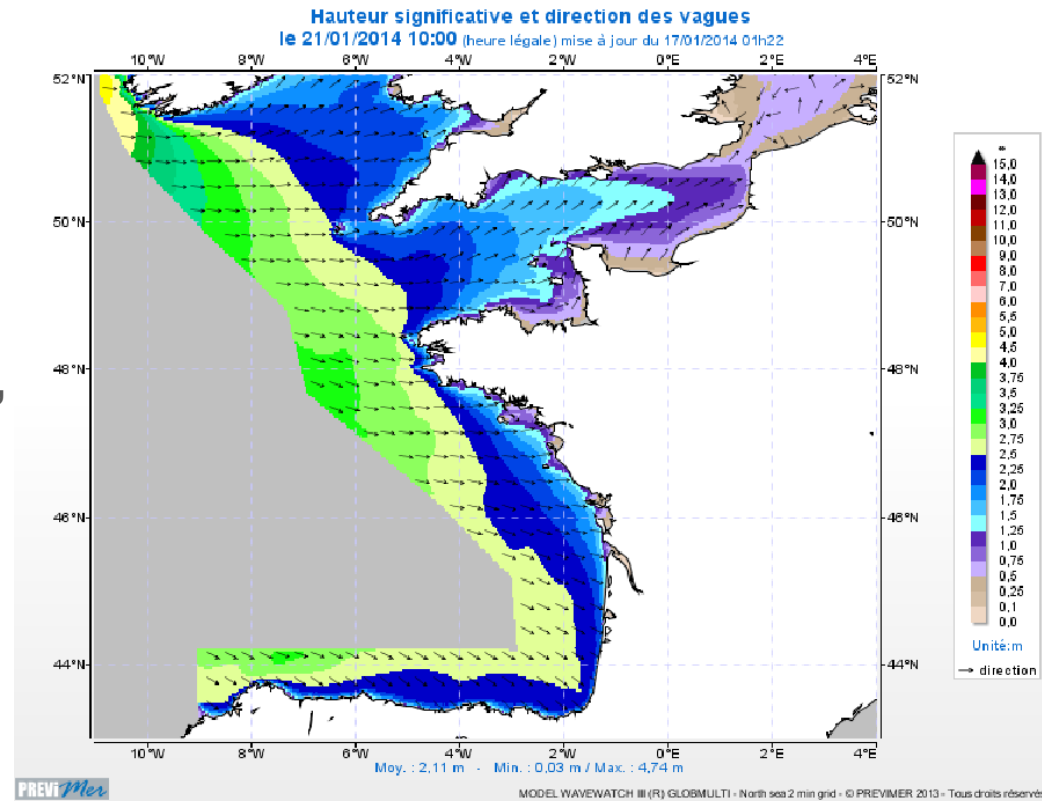 Hauteur significative et direction des vagues
le 21/01/2014 10:00 (heure légale) mise à jour du 17/01/2014 01h22
10°W 8°W 6°W 4°W 2°W 0°E 2°E 4°E
52°N 52°N
50°N 50°N
48°N 48°N
46°N 46°N
44°N 44°N
10°W 8°W 6°W 4°W 2°W 0°E 2°E 4°E
∞
15,0
14,0
13,0
12,0
11,0
10,0
9,0
8,0
7,0
6,0
5,5
5,0
4,5
4,0
3,75
3,5
3,25
3,0
2,75
2,5
2,25
2,0
1,75
1,5
1,25
1,0
0,75
0,5
0,25
0,1
0,0
Unité:m
direction
Moy. : 2,11 m - Min. : 0,03 m / Max. : 4,74 m
PREVIMer
MODEL WAVEWATCH III (R) GLOBMULTI - North sea 2 min grid - © PREVIMER 2013 - Tous droits réservé